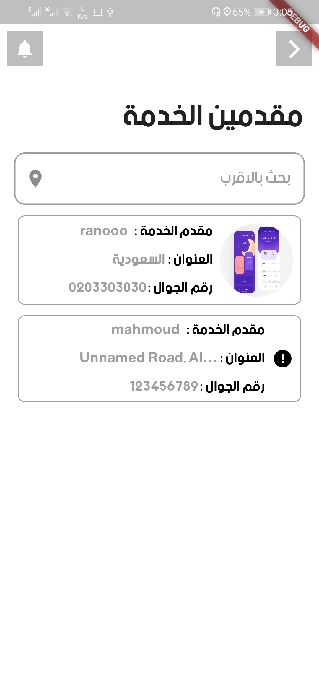 65%
3:05
DEBUG
مقدمين الخدمة
بحث بالاقرب
مقدم الخدمة : ranooo
العنوان : السعودية
رقم الجوال : 0203303030
مقدم الخدمة : mahmoud
العنوان : Unnamed Road, Al...
رقم الجوال : 123456789